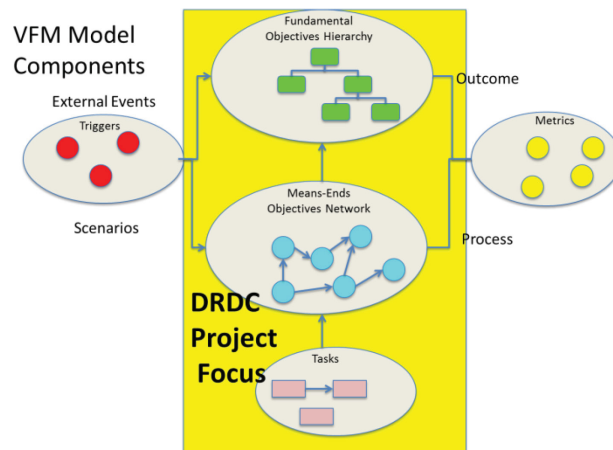 VFM Model
Components
External Events
Triggers
Scenarios
Fundamental
Objectives Hierarchy
Outcome
Metrics
Means-Ends
Objectives Network
Process
DRDC
Project
Focus
Tasks